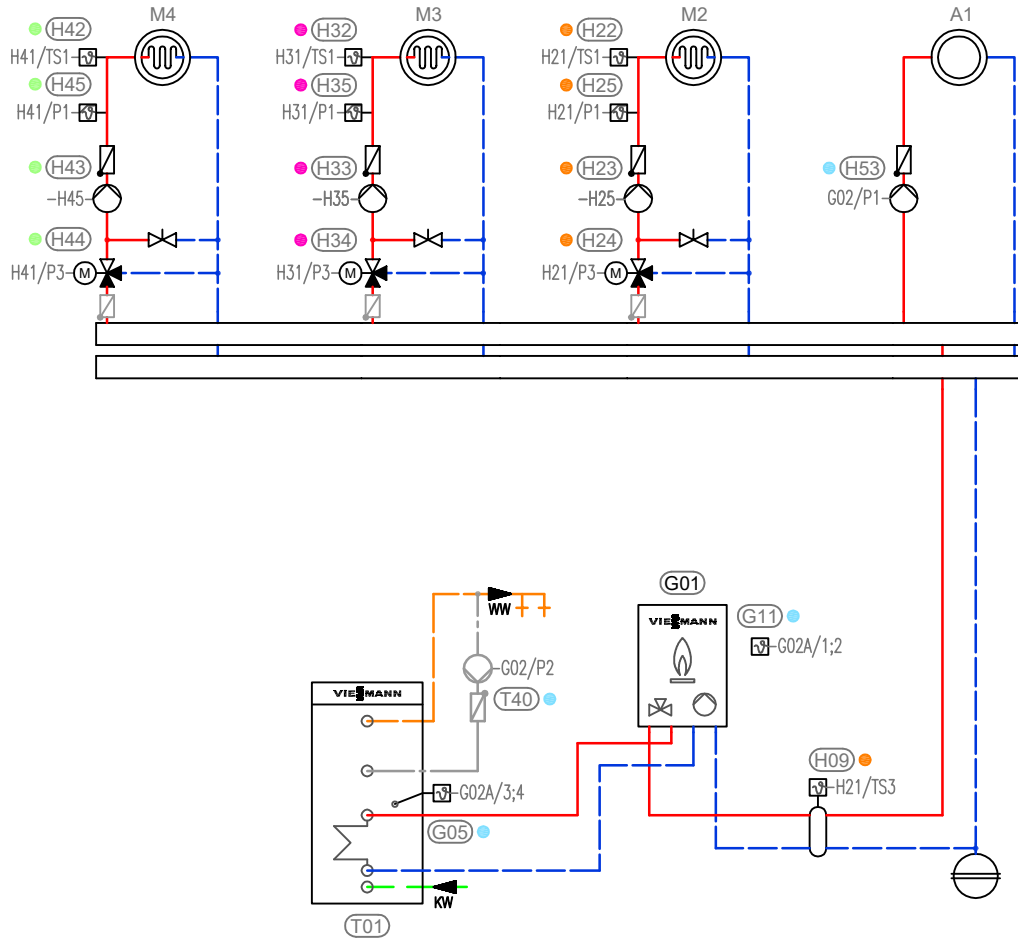 M4
M3
M2
A1
H42
H32
H22
H41/TS1
H31/TS1
H21/TS1
H45
H35
H25
H41/P1
H31/P1
H21/P1
H43
H33
H23
H53
-H45
-H35
-H25
G02/P1
H44
H34
H24
H41/P3
M
H31/P3
M
H21/P3
M
G01
WW
VIESMANN
G11
G02A/1;2
G02/P2
VIESMANN
T40
H09
H21/TS3
G02A/3;4
G05
KW
T01